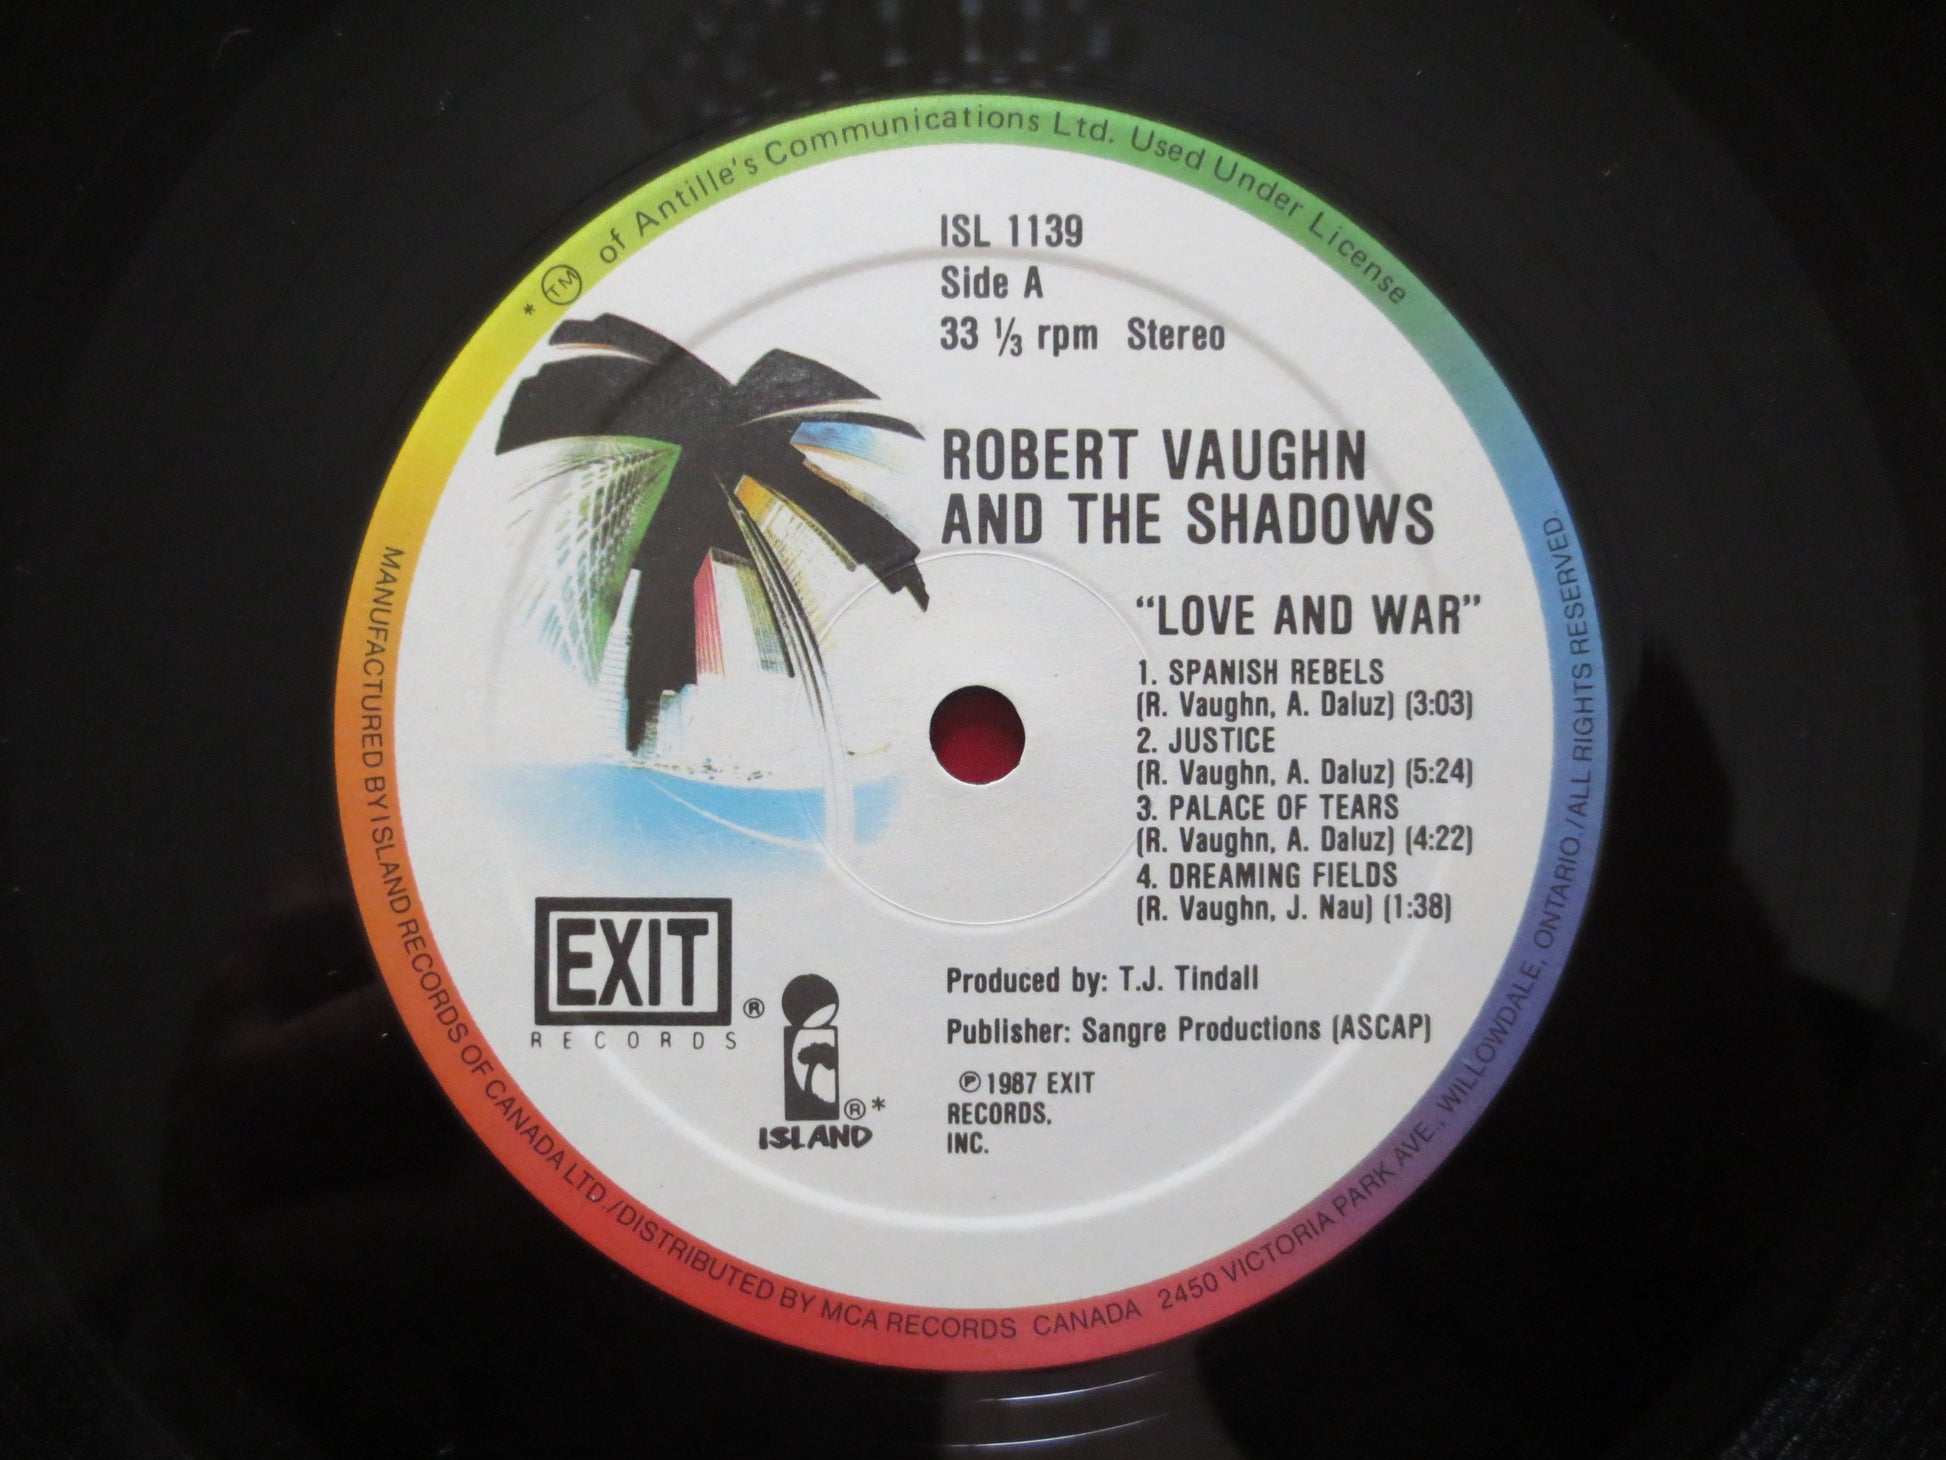 * TM of Antille's Communications Ltd. Used Under License
ISL 1139
Side A
33 ⅓ rpm Stereo
ROBERT VAUGHN
AND THE SHADOWS
"LOVE AND WAR"
1. SPANISH REBELS
(R. Vaughn, A. Daluz) (3:03)
2. JUSTICE
(R. Vaughn, A. Daluz) (5:24)
3. PALACE OF TEARS
(R. Vaughn, A. Daluz) (4:22)
4. DREAMING FIELDS
(R. Vaughn, J. Nau) (1:38)
EXIT
RECORDS ®
ISLAND ® *
Produced by: T.J. Tindall
Publisher: Sangre Productions (ASCAP)
℗ 1987 EXIT
RECORDS,
INC.
MANUFACTURED BY ISLAND RECORDS OF CANADA LTD./DISTRIBUTED BY MCA RECORDS CANADA 2450 VICTORIA PARK AVE., WILLOWDALE, ONTARIO./ALL RIGHTS RESERVED.